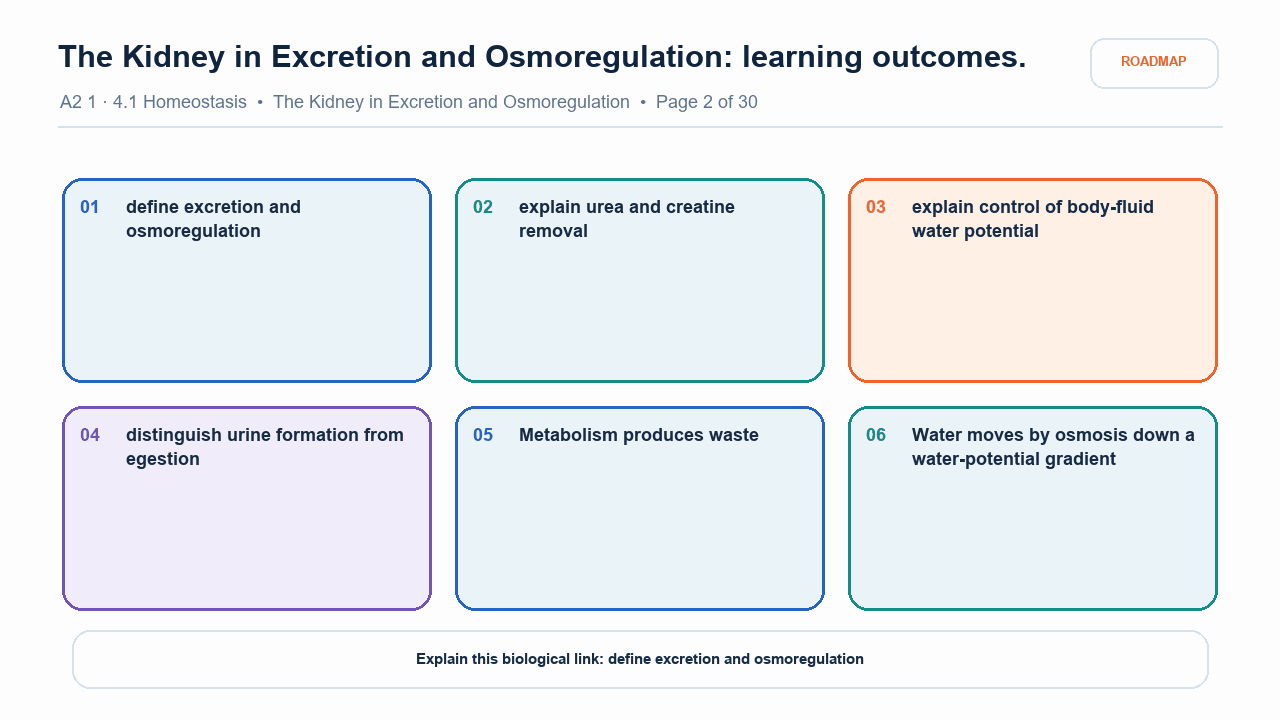 The Kidney in Excretion and Osmoregulation: learning outcomes.
ROADMAP
A2 1 · 4.1 Homeostasis • The Kidney in Excretion and Osmoregulation • Page 2 of 30
01 define excretion and
osmoregulation
02 explain urea and creatine
removal
03 explain control of body-fluid
water potential
04 distinguish urine formation from
egestion
05 Metabolism produces waste
06 Water moves by osmosis down a
water-potential gradient
Explain this biological link: define excretion and osmoregulation